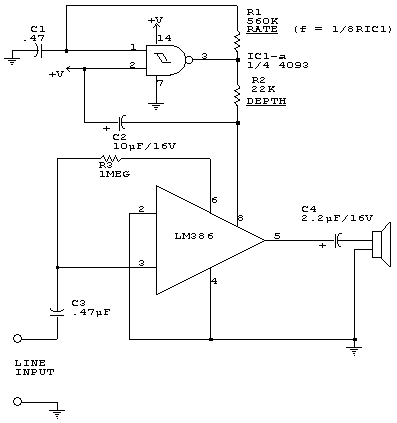 C1
.47
+V
14
1
2
+V
7
3
R1
560K
RATE (f = 1/8R1C1)
IC1-a
1/4 4093
R2
22K
DEPTH
+
C2
10µF/16V
R3
1MEG
6
8
2
LM386
5
3
4
C4
2.2µF/16V
+
C3
.47µF
LINE
INPUT